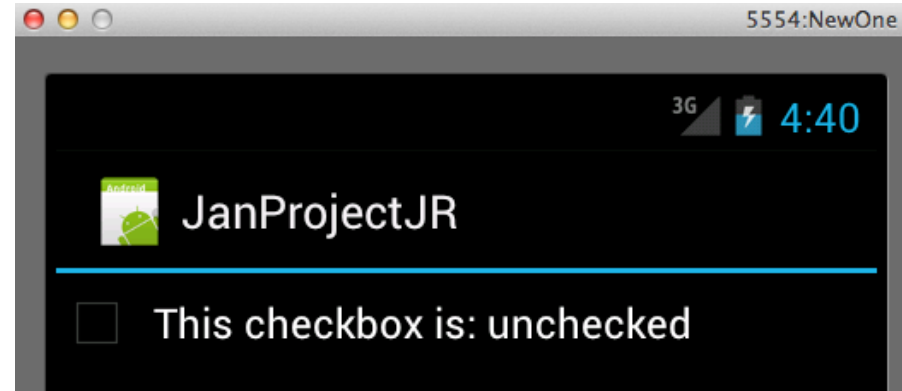 5554:NewOne
3G 4:40
Android
JanProjectJR
This checkbox is: unchecked